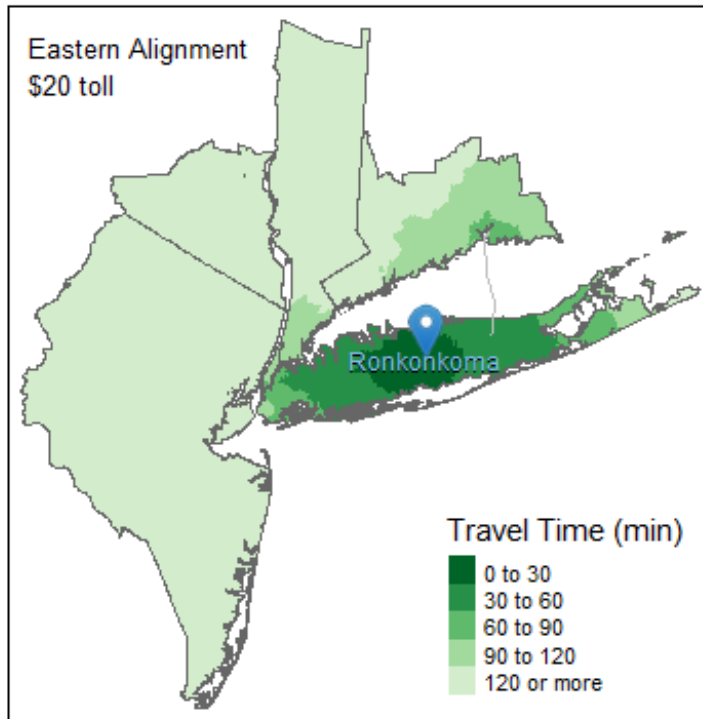 Eastern Alignment
$20 toll
Ronkonkoma
Travel Time (min)
0 to 30
30 to 60
60 to 90
90 to 120
120 or more